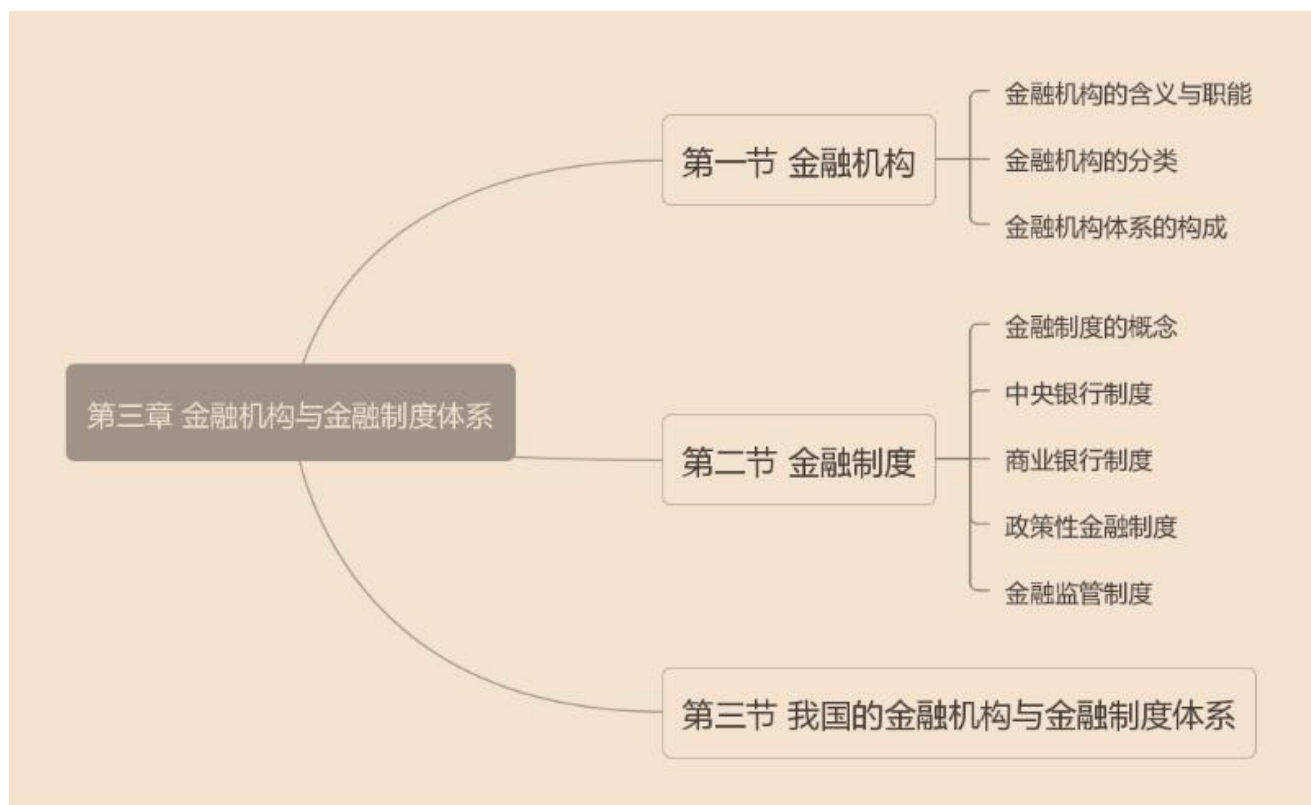 第三章 金融机构与金融制度体系
第一节 金融机构
金融机构的含义与职能
金融机构的分类
金融机构体系的构成
第二节 金融制度
金融制度的概念
中央银行制度
商业银行制度
政策性金融制度
金融监管制度
第三节 我国的金融机构与金融制度体系